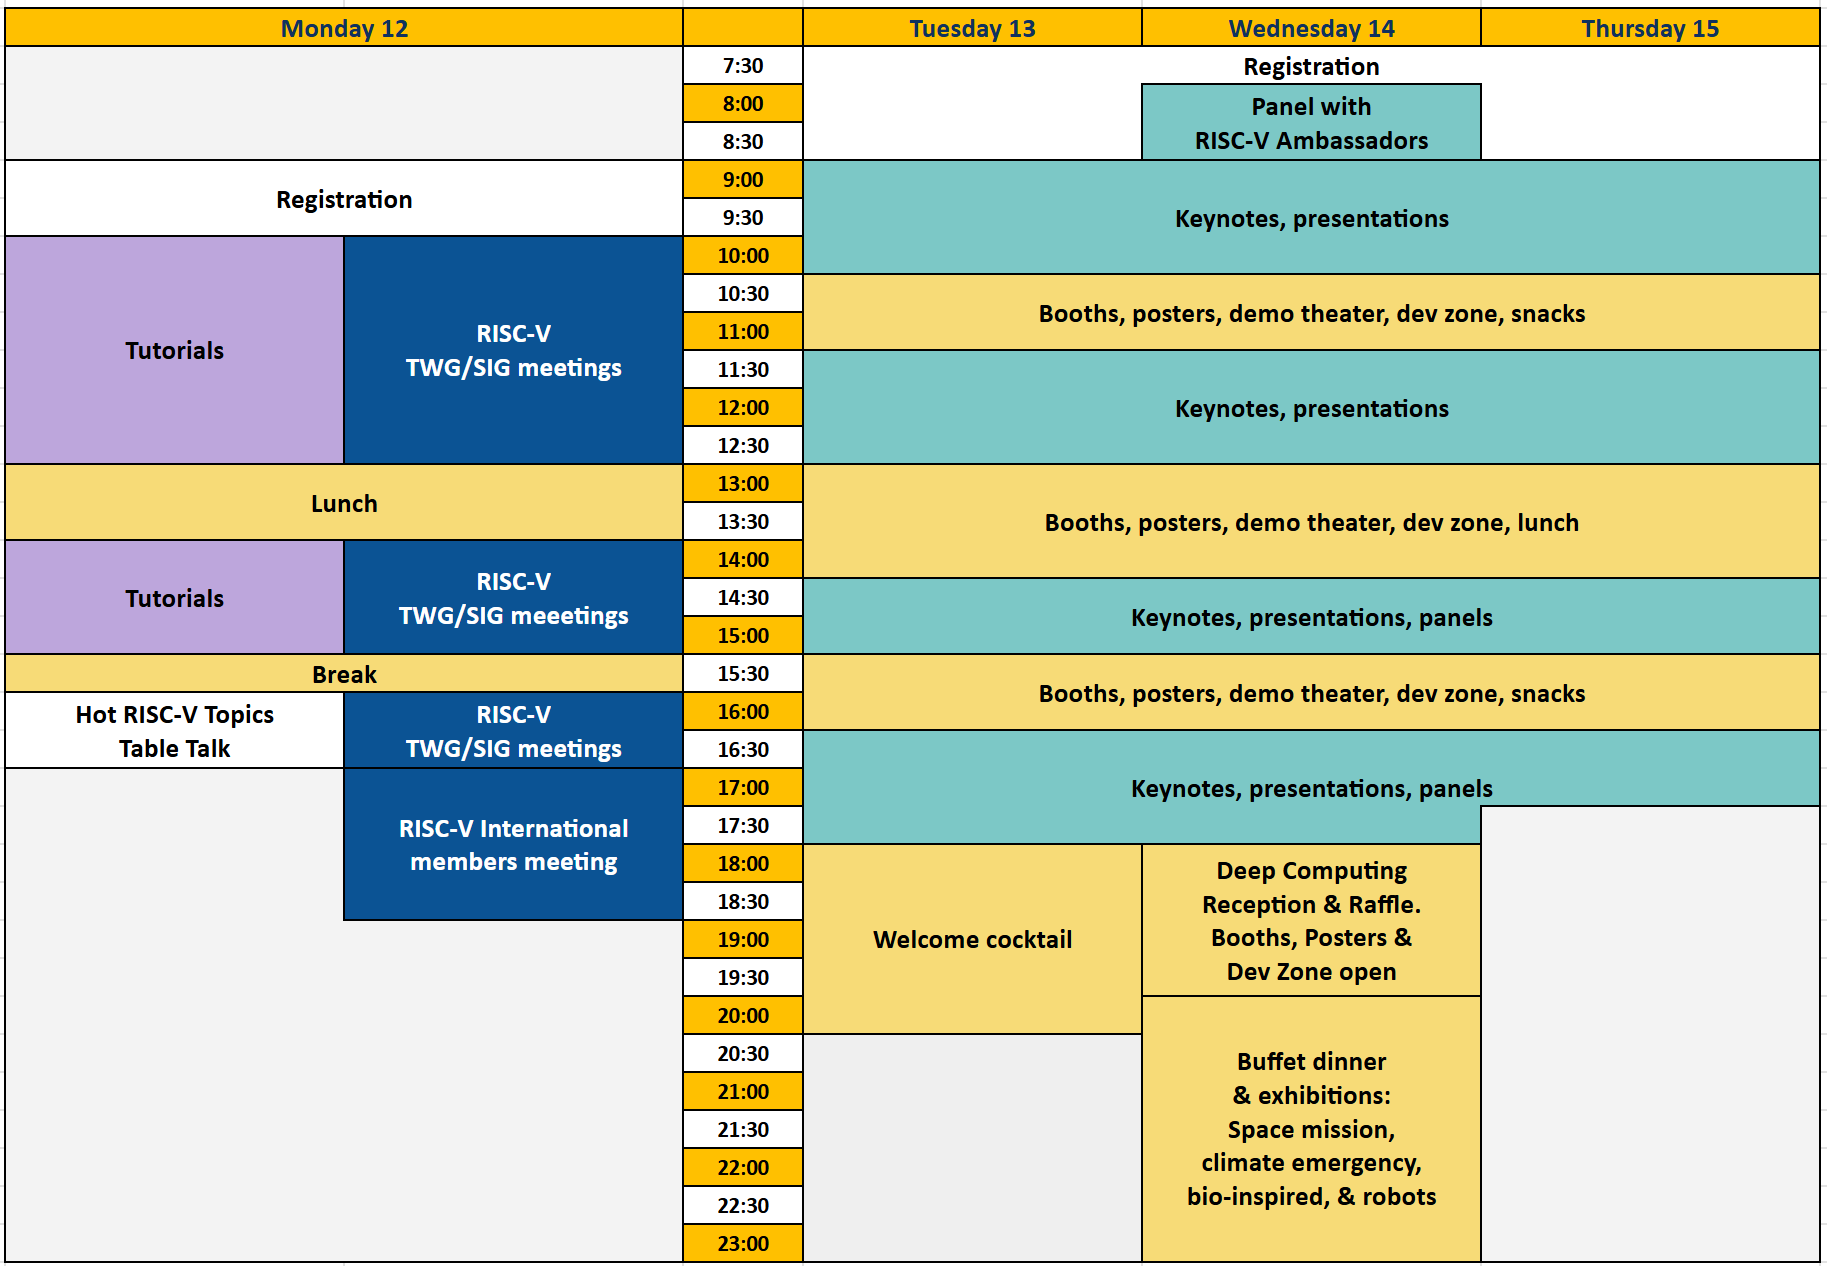 Monday 12
Tuesday 13
Wednesday 14
Thursday 15
7:30
Registration
8:00
Panel with
RISC-V Ambassadors
8:30
Registration
9:00
9:30
Keynotes, presentations
10:00
Tutorials
RISC-V
TWG/SIG meetings
10:30
11:00
Booths, posters, demo theater, dev zone, snacks
11:30
12:00
12:30
Keynotes, presentations
Lunch
13:00
13:30
14:00
Booths, posters, demo theater, dev zone, lunch
Tutorials
RISC-V
TWG/SIG meeetings
14:30
15:00
Keynotes, presentations, panels
Break
15:30
16:00
Booths, posters, demo theater, dev zone, snacks
Hot RISC-V Topics
Table Talk
RISC-V
TWG/SIG meetings
16:30
17:00
17:30
Keynotes, presentations, panels
RISC-V International
members meeting
18:00
18:30
19:00
19:30
20:00
Welcome cocktail
Deep Computing
Reception & Raffle.
Booths, Posters &
Dev Zone open
20:30
21:00
21:30
22:00
22:30
23:00
Buffet dinner
& exhibitions:
Space mission,
climate emergency,
bio-inspired, & robots